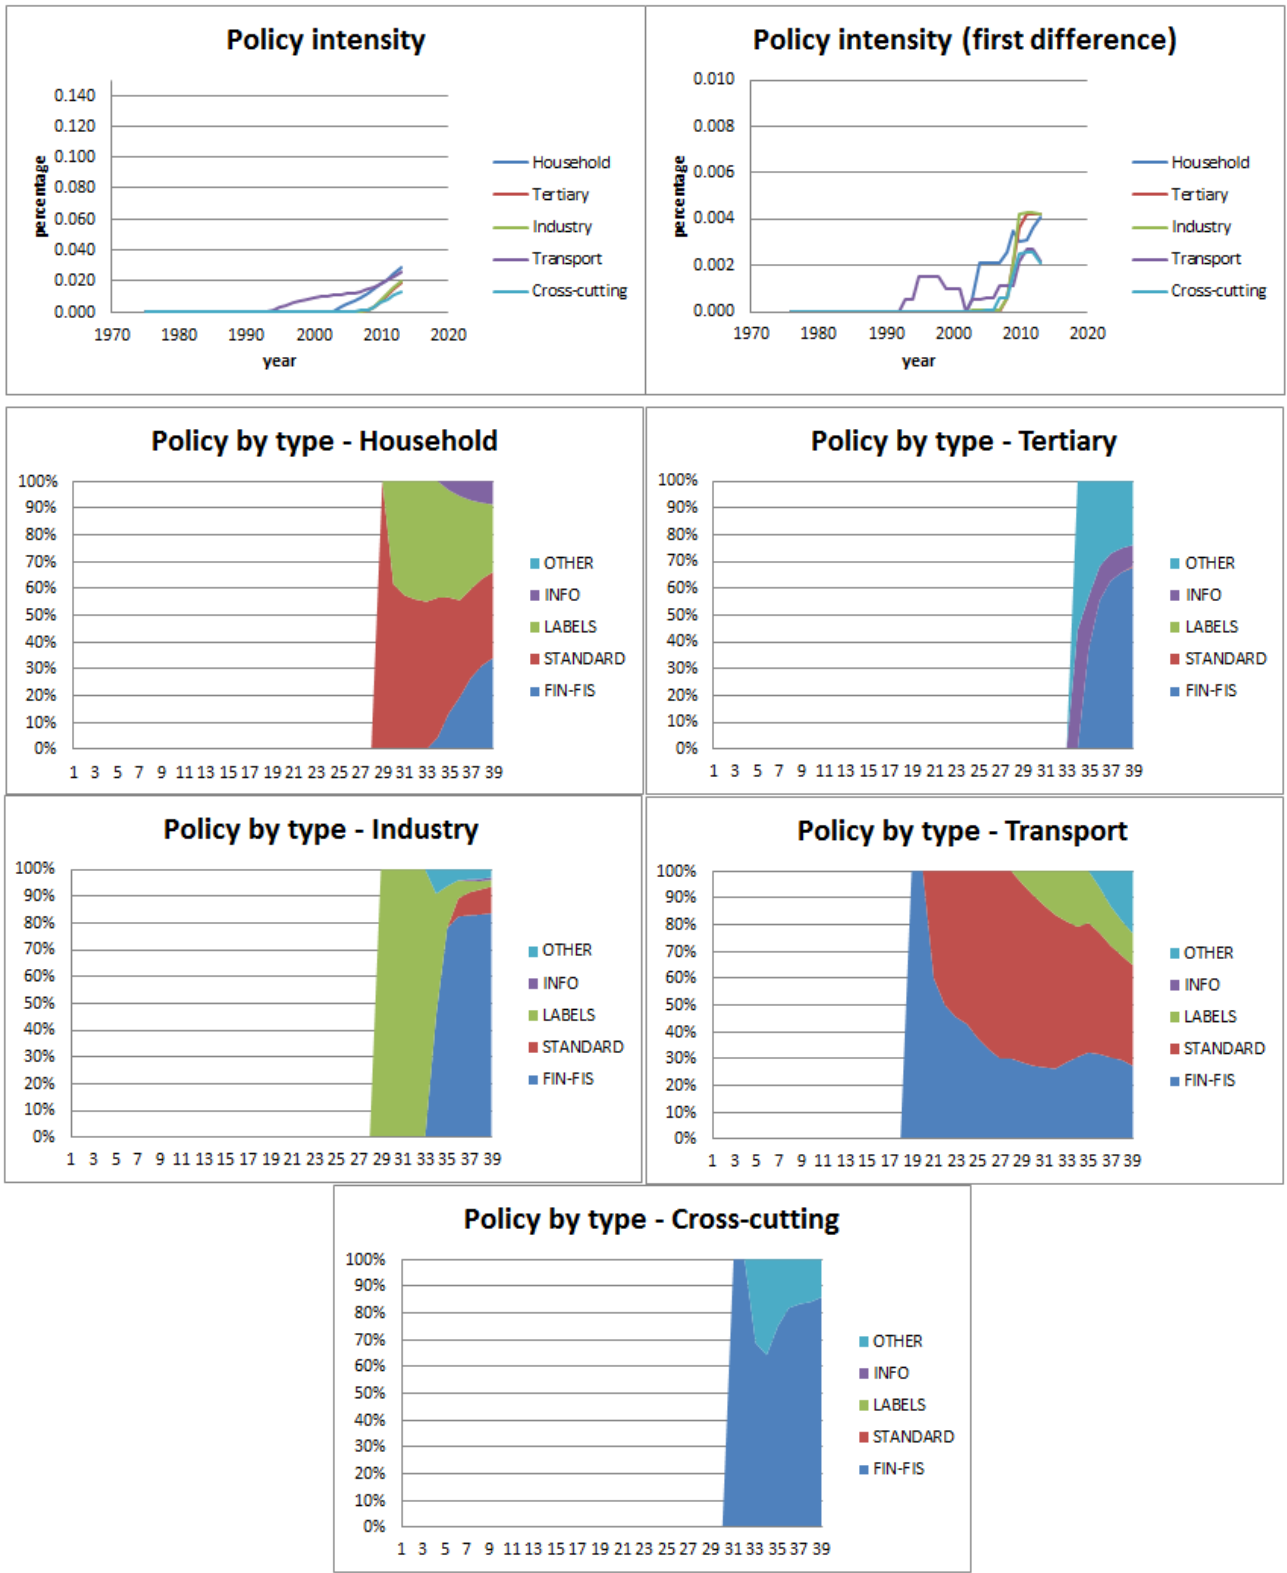 Policy intensity
0.140
0.120
0.100
0.080
0.060
0.040
0.020
0.000
percentage
1970 1980 1990 2000 2010 2020
year
Household
Tertiary
Industry
Transport
Cross-cutting
Policy intensity (first difference)
0.010
0.008
0.006
0.004
0.002
0.000
percentage
1970 1980 1990 2000 2010 2020
year
Household
Tertiary
Industry
Transport
Cross-cutting
Policy by type - Household
100%
90%
80%
70%
60%
50%
40%
30%
20%
10%
0%
1 3 5 7 9 11 13 15 17 19 21 23 25 27 29 31 33 35 37 39
OTHER
INFO
LABELS
STANDARD
FIN-FIS
Policy by type - Tertiary
100%
90%
80%
70%
60%
50%
40%
30%
20%
10%
0%
1 3 5 7 9 11 13 15 17 19 21 23 25 27 29 31 33 35 37 39
OTHER
INFO
LABELS
STANDARD
FIN-FIS
Policy by type - Industry
100%
90%
80%
70%
60%
50%
40%
30%
20%
10%
0%
1 3 5 7 9 11 13 15 17 19 21 23 25 27 29 31 33 35 37 39
OTHER
INFO
LABELS
STANDARD
FIN-FIS
Policy by type - Transport
100%
90%
80%
70%
60%
50%
40%
30%
20%
10%
0%
1 3 5 7 9 11 13 15 17 19 21 23 25 27 29 31 33 35 37 39
OTHER
INFO
LABELS
STANDARD
FIN-FIS
Policy by type - Cross-cutting
100%
90%
80%
70%
60%
50%
40%
30%
20%
10%
0%
1 3 5 7 9 11 13 15 17 19 21 23 25 27 29 31 33 35 37 39
OTHER
INFO
LABELS
STANDARD
FIN-FIS